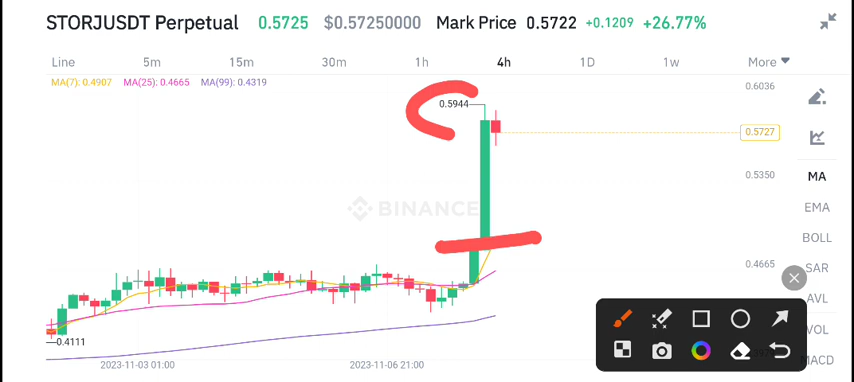 STORJUSDT Perpetual 0.5725 $0.57250000 Mark Price 0.5722 +0.1209 +26.77%
Line 5m 15m 30m 1h 4h 1D 1w More
MA(7): 0.4907 MA(25): 0.4665 MA(99): 0.4319
0.6036
0.5944
0.5727
MA
0.5350
EMA
BINANCE
BOLL
0.4665
SAR
AVL
VOL
0.4111
MACD
2023-11-03 01:00 2023-11-06 21:00